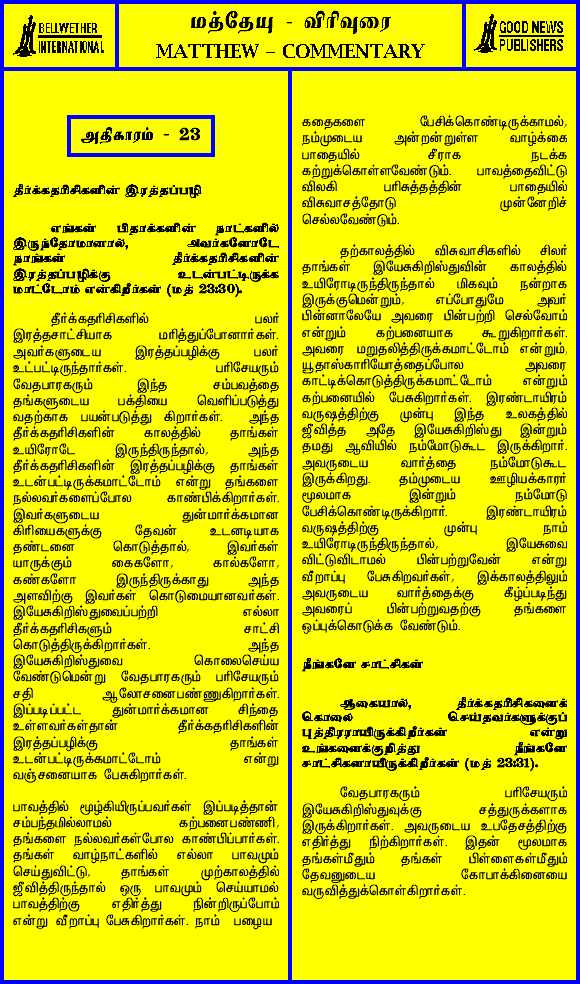 BELLWETHER
INTERNATIONAL
மத்தேயு - விரிவுரை
MATTHEW – COMMENTARY
GOOD NEWS
PUBLISHERS
அதிகாரம் - 23
தீர்க்கதரிசிகளின் இரத்தப்பழி
எங்கள் பிதாக்களின் நாட்களில்
இருந்தோமானால், அவர்களோடே
நாங்கள் தீர்க்கதரிசிகளின்
இரத்தப்பழிக்கு உடன்பட்டிருக்க
மாட்டோம் என்கிறீர்கள் (மத் 23:30).
தீர்க்கதரிசிகளில் பலர்
இரத்தசாட்சியாக மரித்துப்போனார்கள்.
அவர்களுடைய இரத்தப்பழிக்கு பலர்
உட்பட்டிருந்தார்கள். பரிசேயரும்
வேதபாரகரும் இந்த சம்பவத்தை
தங்களுடைய பக்தியை வெளிப்படுத்து
வதற்காக பயன்படுத்து கிறார்கள். அந்த
தீர்க்கதரிசிகளின் காலத்தில் தாங்கள்
உயிரோடே இருந்திருந்தால், அந்த
தீர்க்கதரிசிகளின் இரத்தப்பழிக்கு தாங்கள்
உடன்பட்டிருக்கமாட்டோம் என்று தங்களை
நல்லவர்களைப்போல காண்பிக்கிறார்கள்.
இவர்களுடைய துன்மார்க்கமான
கிரியைகளுக்கு தேவன் உடனடியாக
தண்டனை கொடுத்தால், இவர்கள்
யாருக்கும் கைகளோ, கால்களோ,
கண்களோ இருந்திருக்காது அந்த
அளவிற்கு இவர்கள் கொடுமையானவர்கள்.
இயேசுகிறிஸ்துவைப்பற்றி எல்லா
தீர்க்கதரிசிகளும் சாட்சி
கொடுத்திருக்கிறார்கள். அந்த
இயேசுகிறிஸ்துவை கொலைசெய்ய
வேண்டுமென்று வேதபாரகரும் பரிசேயரும்
சதி ஆலோசனைபண்ணுகிறார்கள்.
இப்படிப்பட்ட துன்மார்க்கமான சிந்தை
உள்ளவர்கள்தான் தீர்க்கதரிசிகளின்
இரத்தப்பழிக்கு தாங்கள்
உடன்பட்டிருக்கமாட்டோம் என்று
வஞ்சனையாக பேசுகிறார்கள்.
பாவத்தில் மூழ்கியிருப்பவர்கள் இப்படித்தான்
சம்பந்தமில்லாமல் கற்பனைபண்ணி,
தங்களை நல்லவர்கள்போல காண்பிப்பார்கள்.
தங்கள் வாழ்நாட்களில் எல்லா பாவமும்
செய்துவிட்டு, தாங்கள் முற்காலத்தில்
ஜீவித்திருந்தால் ஒரு பாவமும் செய்யாமல்
பாவத்திற்கு எதிர்த்து நின்றிருப்போம்
என்று வீறாப்பு பேசுகிறார்கள். நாம் பழைய
கதைகளை பேசிக்கொண்டிருக்காமல்,
நம்முடைய அன்றன்றுள்ள வாழ்க்கை
பாதையில் சீராக நடக்க
கற்றுக்கொள்ளவேண்டும். பாவத்தைவிட்டு
விலகி பரிசுத்தத்தின் பாதையில்
விசுவாசத்தோடு முன்னேறிச்
செல்லவேண்டும்.
தற்காலத்தில் விசுவாசிகளில் சிலர்
தாங்கள் இயேசுகிறிஸ்துவின் காலத்தில்
உயிரோடிருந்திருந்தால் மிகவும் நன்றாக
இருக்குமென்றும், எப்போதுமே அவர்
பின்னாலேயே அவரை பின்பற்றி செல்வோம்
என்றும் கற்பனையாக கூறுகிறார்கள்.
அவரை மறுதலித்திருக்கமாட்டோம் என்றும்,
யூதாஸ்காரியோத்தைப்போல அவரை
காட்டிக்கொடுத்திருக்கமாட்டோம் என்றும்
கற்பனையில் பேசுகிறார்கள். இரண்டாயிரம்
வருஷத்திற்கு முன்பு இந்த உலகத்தில்
ஜீவித்த அதே இயேசுகிறிஸ்து இன்றும்
தமது ஆவியில் நம்மோடுகூட இருக்கிறார்.
அவருடைய வார்த்தை நம்மோடுகூட
இருக்கிறது. தம்முடைய ஊழியக்காரர்
மூலமாக இன்றும் நம்மோடு
பேசிக்கொண்டிருக்கிறார். இரண்டாயிரம்
வருஷத்திற்கு முன்பு நாம்
உயிரோடிருந்திருந்தால், இயேசுவை
விட்டுவிடாமல் பின்பற்றுவேன் என்று
வீறாப்பு பேசுகிறவர்கள், இக்காலத்திலும்
அவருடைய வார்த்தைக்கு கீழ்ப்படிந்து
அவரைப் பின்பற்றுவதற்கு தங்களை
ஒப்புக்கொடுக்க வேண்டும்.
நீங்களே சாட்சிகள்
ஆகையால், தீர்க்கதரிசிகளைக்
கொலை செய்தவர்களுக்குப்
புத்திரராயிருக்கிறீர்கள் என்று
உங்களைக்குறித்து நீங்களே
சாட்சிகளாயிருக்கிறீர்கள் (மத் 23:31).
வேதபாரகரும் பரிசேயரும்
இயேசுகிறிஸ்துவுக்கு சத்துருக்களாக
இருக்கிறார்கள். அவருடைய உபதேசத்திற்கு
எதிர்த்து நிற்கிறார்கள். இதன் மூலமாக
தங்கள்மீதும் தங்கள் பிள்ளைகள்மீதும்
தேவனுடைய கோபாக்கினையை
வருவித்துக்கொள்கிறார்கள்.